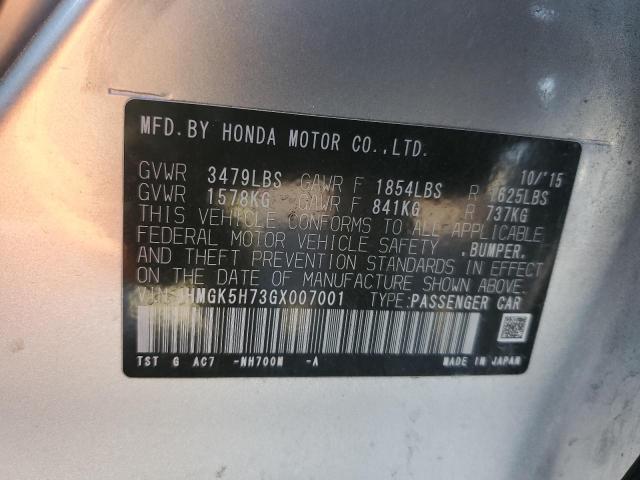 MFD.BY HONDA MOTOR CO.,LTD.
10/'15
GVWR 3479LBS GAWR F 1854LBS R 1625LBS
GVWR 1578KG GAWR F 841KG R 737KG
THIS VEHICLE CONFORMS TO ALL APPLICABLE
FEDERAL MOTOR VEHICLE SAFETY ,BUMPER,
AND THEFT PREVENTION STANDARDS IN EFFECT
ON THE DATE OF MANUFACTURE SHOWN ABOVE.
VIN: JHMGK5H73GX007001 TYPE:PASSENGER CAR
TST G AC7 -NH700M -A MADE IN JAPAN